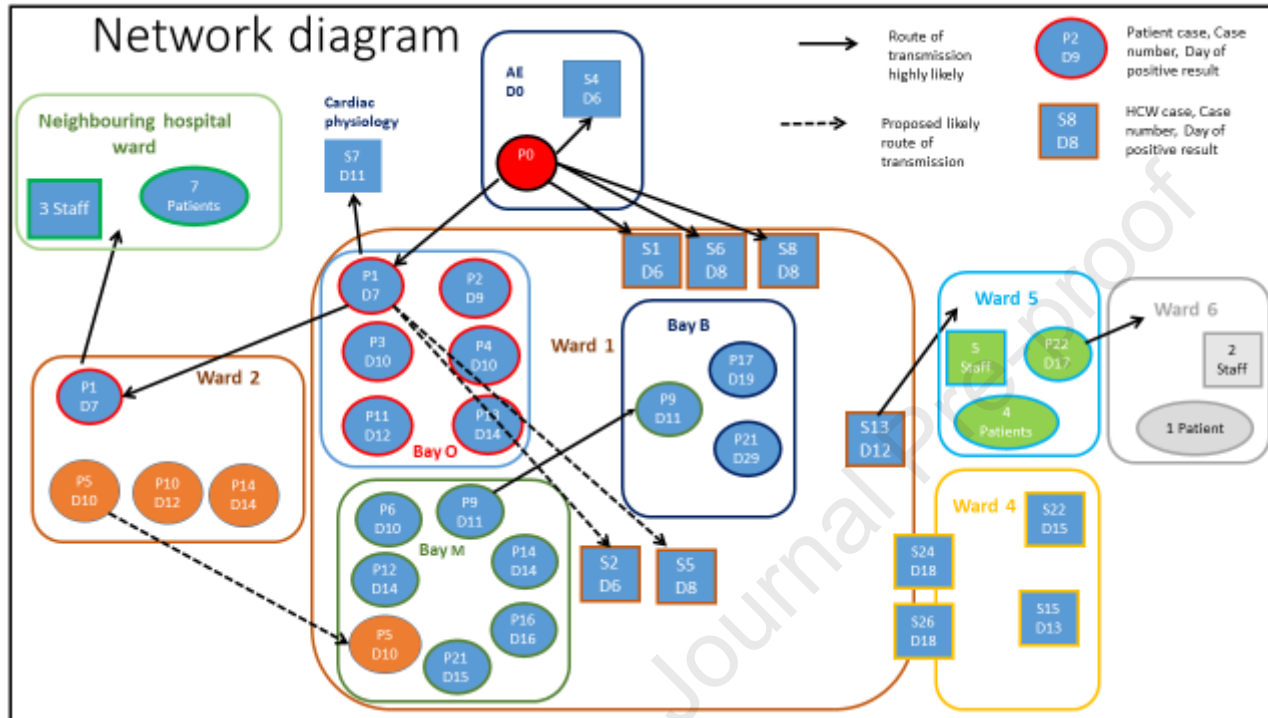 Network diagram
Route of
transmission
highly likely
P2
D9
Patient case, Case
number, Day of
positive result
Proposed likely
route of
transmission
S8
D8
HCW case, Case
number, Day of
positive result
AE
D0
S4
D6
P0
Cardiac
physiology
S7
D11
Neighbouring hospital
ward
3 Staff
7
Patients
S1
D6
S6
D8
S8
D8
Ward 1
P1
D7
P2
D9
P3
D10
P4
D10
P11
D12
P13
D14
Bay O
Ward 2
P1
D7
P5
D10
P10
D12
P14
D14
Bay B
P17
D19
P9
D11
P21
D29
Bay M
P6
D10
P9
D11
P12
D14
P14
D14
P5
D10
P16
D16
P21
D15
S2
D6
S5
D8
S13
D12
Ward 5
5
Staff
P22
D17
4
Patients
Ward 6
2
Staff
1 Patient
Ward 4
S22
D15
S24
D18
S26
D18
S15
D13
Journal Pre-proof